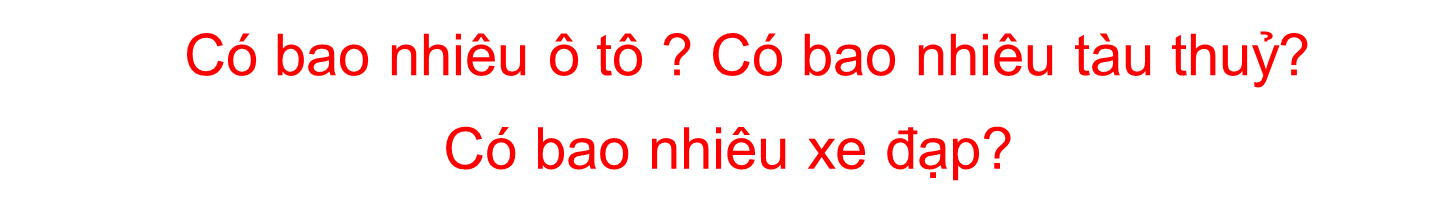 Có bao nhiêu ô tô ? Có bao nhiêu tàu thuỷ?
Có bao nhiêu xe đạp?